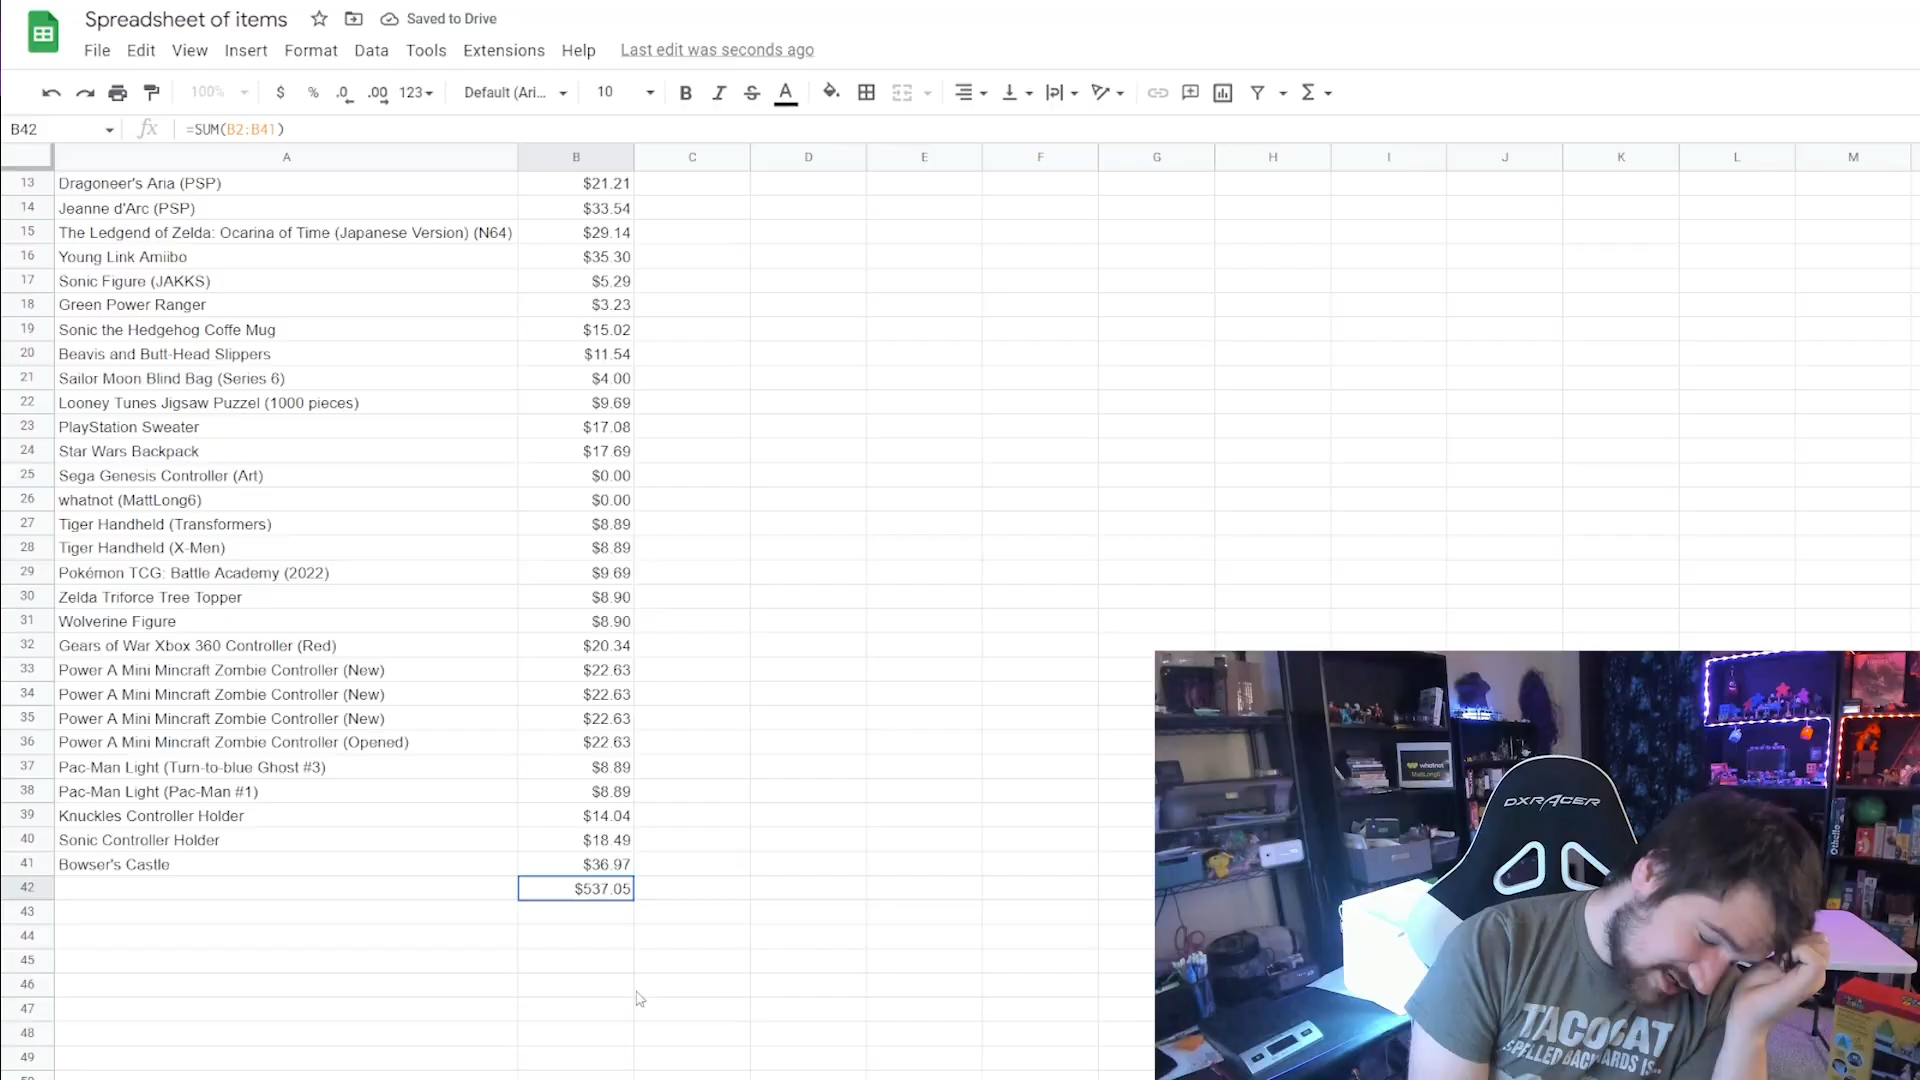 Spreadsheet of items
Saved to Drive
File Edit View Insert Format Data Tools Extensions Help Last edit was seconds ago
100% $ % .0 .00 123 Default (Ari... 10 B I S A Σ
B42 fx =SUM(B2:B41)
A B C D E F G H I J K L M
13 Dragoneer's Aria (PSP) $21.21
14 Jeanne d'Arc (PSP) $33.54
15 The Ledgend of Zelda: Ocarina of Time (Japanese Version) (N64) $29.14
16 Young Link Amiibo $35.30
17 Sonic Figure (JAKKS) $5.29
18 Green Power Ranger $3.23
19 Sonic the Hedgehog Coffe Mug $15.02
20 Beavis and Butt-Head Slippers $11.54
21 Sailor Moon Blind Bag (Series 6) $4.00
22 Looney Tunes Jigsaw Puzzel (1000 pieces) $9.69
23 PlayStation Sweater $17.08
24 Star Wars Backpack $17.69
25 Sega Genesis Controller (Art) $0.00
26 whatnot (MattLong6) $0.00
27 Tiger Handheld (Transformers) $8.89
28 Tiger Handheld (X-Men) $8.89
29 Pokémon TCG: Battle Academy (2022) $9.69
30 Zelda Triforce Tree Topper $8.90
31 Wolverine Figure $8.90
32 Gears of War Xbox 360 Controller (Red) $20.34
33 Power A Mini Mincraft Zombie Controller (New) $22.63
34 Power A Mini Mincraft Zombie Controller (New) $22.63
35 Power A Mini Mincraft Zombie Controller (New) $22.63
36 Power A Mini Mincraft Zombie Controller (Opened) $22.63
37 Pac-Man Light (Turn-to-blue Ghost #3) $8.89
38 Pac-Man Light (Pac-Man #1) $8.89
39 Knuckles Controller Holder $14.04
40 Sonic Controller Holder $18.49
41 Bowser's Castle $36.97
42 $537.05
43
44
45
46
47
48
49
whatnot
MattLong6
DXRACER
Othello
TACOCAT
SPELLED BACKWARDS IS..